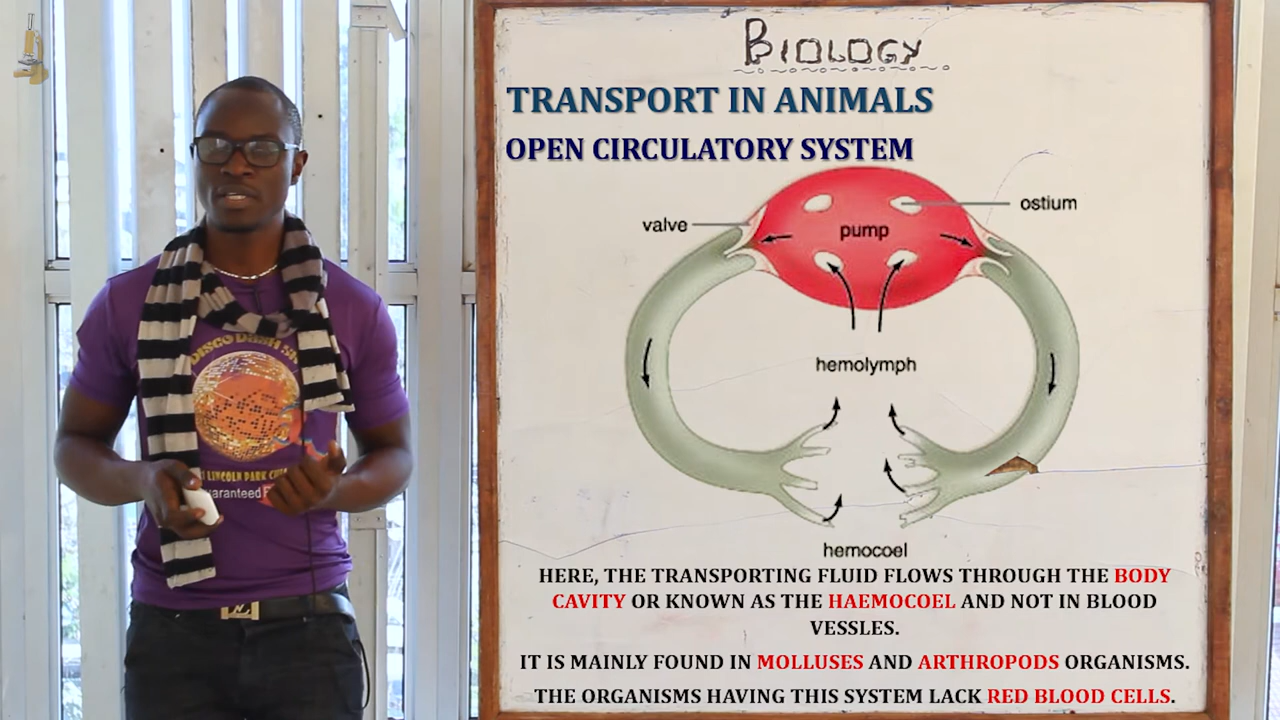 BIOLOGY
TRANSPORT IN ANIMALS
OPEN CIRCULATORY SYSTEM
ostium
valve
pump
hemolymph
hemocoel
HERE, THE TRANSPORTING FLUID FLOWS THROUGH THE BODY
CAVITY OR KNOWN AS THE HAEMOCOEL AND NOT IN BLOOD
VESSLES.
IT IS MAINLY FOUND IN MOLLUSES AND ARTHROPODS ORGANISMS.
THE ORGANISMS HAVING THIS SYSTEM LACK RED BLOOD CELLS.
LINCOLN PARK
uaranteed